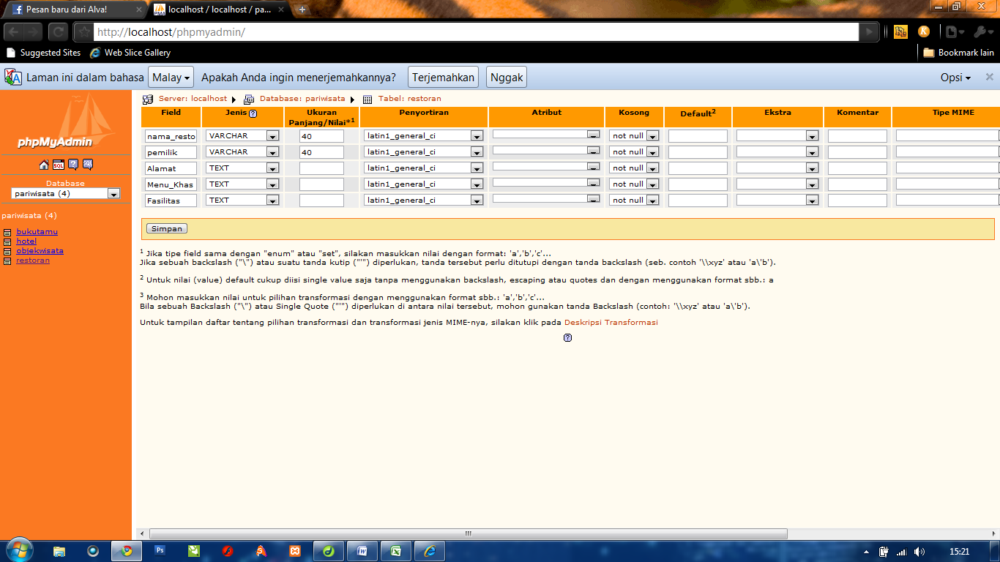 Pesan baru dari Alva!
localhost / localhost / pa...
http://localhost/phpmyadmin/
Suggested Sites
Web Slice Gallery
Bookmark lain
Laman ini dalam bahasa Malay Apakah Anda ingin menerjemahkannya? Terjemahkan Nggak Opsi
phpMyAdmin
SQL
Database
pariwisata (4)
pariwisata (4)
bukutamu
hotel
objekwisata
restoran
Server: localhost Database: pariwisata Tabel: restoran
Field Jenis Ukuran Panjang/Nilai*1 Penyortiran Atribut Kosong Default2 Ekstra Komentar Tipe MIME
nama_resto VARCHAR 40 latin1_general_ci not null
pemilik VARCHAR 40 latin1_general_ci not null
Alamat TEXT latin1_general_ci not null
Menu_Khas TEXT latin1_general_ci not null
Fasilitas TEXT latin1_general_ci not null
Simpan
1 Jika tipe field sama dengan "enum" atau "set", silakan masukkan nilai dengan format: 'a','b','c'...
Jika sebuah backslash ("\") atau suatu tanda kutip ("'") diperlukan, tanda tersebut perlu ditutupi dengan tanda backslash (seb. contoh '\\xyz' atau 'a\'b').
2 Untuk nilai (value) default cukup diisi single value saja tanpa menggunakan backslash, escaping atau quotes dan dengan menggunakan format sbb.: a
3 Mohon masukkan nilai untuk pilihan transformasi dengan menggunakan format sbb.: 'a','b','c'...
Bila sebuah Backslash ("\") atau Single Quote ("'") diperlukan di antara nilai tersebut, mohon gunakan tanda Backslash (contoh: '\\xyz' atau 'a\'b').
Untuk tampilan daftar tentang pilihan transformasi dan transformasi jenis MIME-nya, silakan klik pada Deskripsi Transformasi
15:21